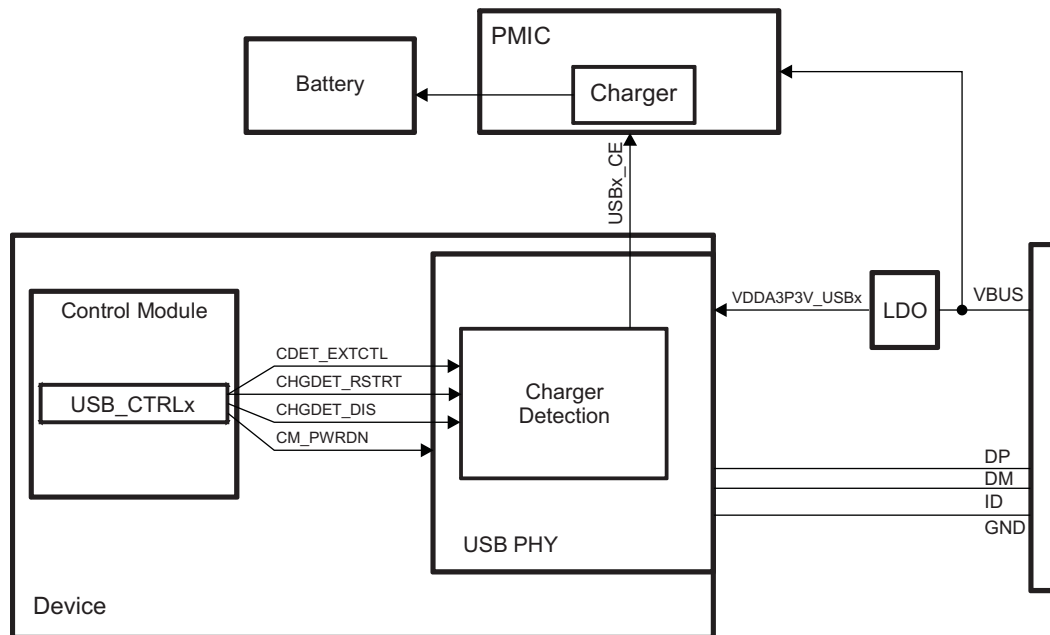 PMIC
Battery
Charger
USBx_CE
Control Module
USB_CTRLx
CDET_EXTCTL
CHGDET_RSTRT
CHGDET_DIS
CM_PWRDN
Charger
Detection
USB PHY
Device
VDDA3P3V_USBx
LDO
VBUS
DP
DM
ID
GND